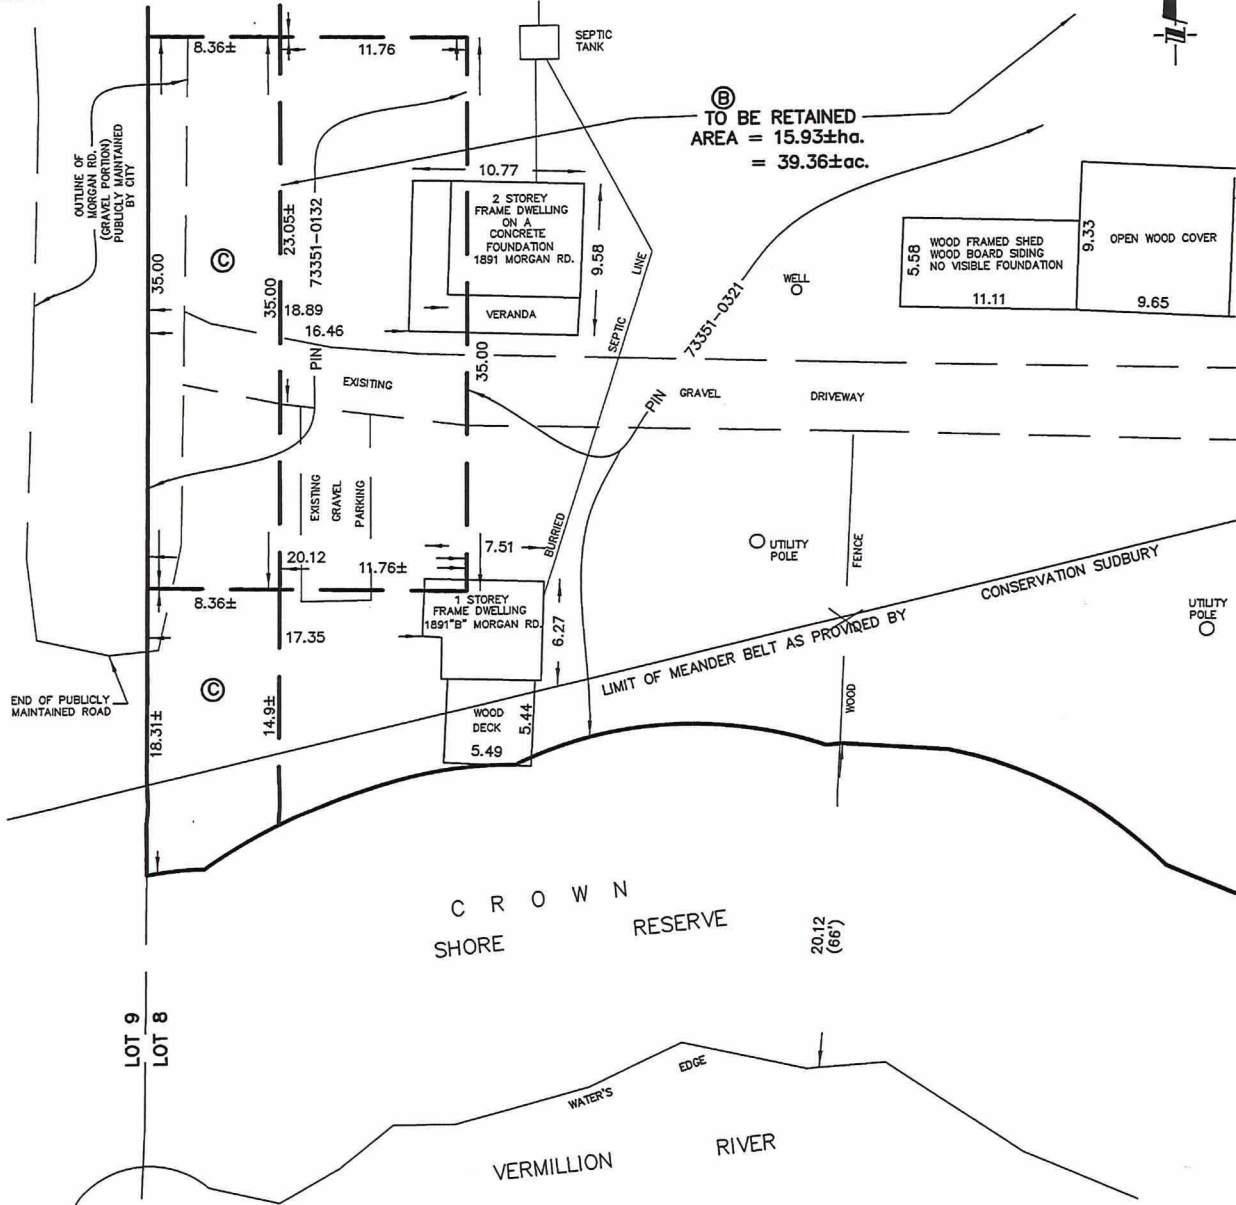 8.36±
11.76
SEPTIC
TANK
Ⓑ
TO BE RETAINED
AREA = 15.93±ha.
= 39.36±ac.
OUTLINE OF
MORGAN RD.
(GRAVEL PORTION)
PUBLICLY MAINTAINED
BY CITY
35.00
Ⓒ
23.05±
35.00
73351-0132
PIN
18.89
16.46
10.77
2 STOREY
FRAME DWELLING
ON A
CONCRETE
FOUNDATION
1891 MORGAN RD.
9.58
VERANDA
35.00
BURRIED SEPTIC LINE
PIN 73351-0321
WELL
5.58
WOOD FRAMED SHED
WOOD BOARD SIDING
NO VISIBLE FOUNDATION
11.11
9.33
OPEN WOOD COVER
9.65
EXISITING GRAVEL DRIVEWAY
EXISTING
GRAVEL
PARKING
20.12
11.76±
7.51
8.36±
17.35
1 STOREY
FRAME DWELLING
1891"B" MORGAN RD.
6.27
UTILITY
POLE
WOOD FENCE
LIMIT OF MEANDER BELT AS PROVIDED BY CONSERVATION SUDBURY
UTILITY
POLE
END OF PUBLICLY
MAINTAINED ROAD
Ⓒ
18.31±
14.9±
WOOD
DECK
5.44
5.49
CROWN
SHORE RESERVE
20.12
(66')
LOT 9
LOT 8
WATER'S EDGE
VERMILLION RIVER